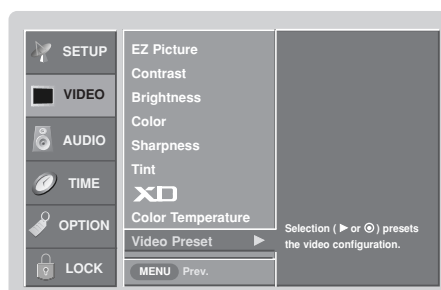 SETUP
VIDEO
AUDIO
TIME
OPTION
LOCK
EZ Picture
Contrast
Brightness
Color
Sharpness
Tint
XD
Color Temperature
Video Preset ▶
MENU Prev.
Selection ( ▶ or ◉ ) presets
the video configuration.